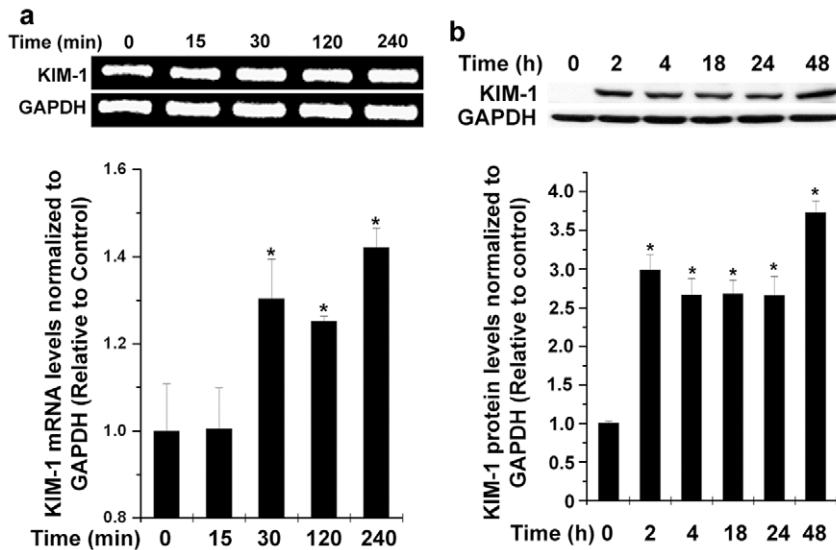 a
Time (min) 0 15 30 120 240
KIM-1
GAPDH
KIM-1 mRNA levels normalized to
GAPDH (Relative to Control)
1.6
1.4
1.2
1.0
0.8
* * *
Time (min) 0 15 30 120 240
b
Time (h) 0 2 4 18 24 48
KIM-1
GAPDH
KIM-1 protein levels normalized to
GAPDH (Relative to control)
4.0
3.5
3.0
2.5
2.0
1.5
1.0
0.5
0
* * * * *
Time (h) 0 2 4 18 24 48